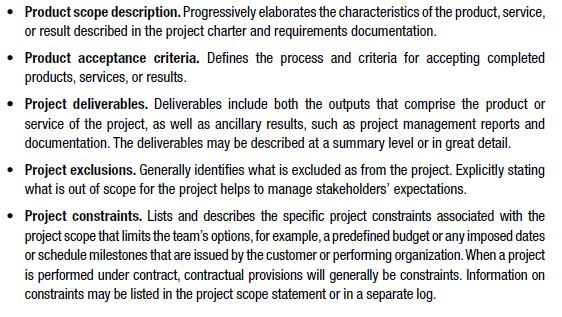 • Product scope description. Progressively elaborates the characteristics of the product, service,
or result described in the project charter and requirements documentation.
• Product acceptance criteria. Defines the process and criteria for accepting completed
products, services, or results.
• Project deliverables. Deliverables include both the outputs that comprise the product or
service of the project, as well as ancillary results, such as project management reports and
documentation. The deliverables may be described at a summary level or in great detail.
• Project exclusions. Generally identifies what is excluded as from the project. Explicitly stating
what is out of scope for the project helps to manage stakeholders' expectations.
• Project constraints. Lists and describes the specific project constraints associated with the
project scope that limits the team's options, for example, a predefined budget or any imposed dates
or schedule milestones that are issued by the customer or performing organization. When a project
is performed under contract, contractual provisions will generally be constraints. Information on
constraints may be listed in the project scope statement or in a separate log.